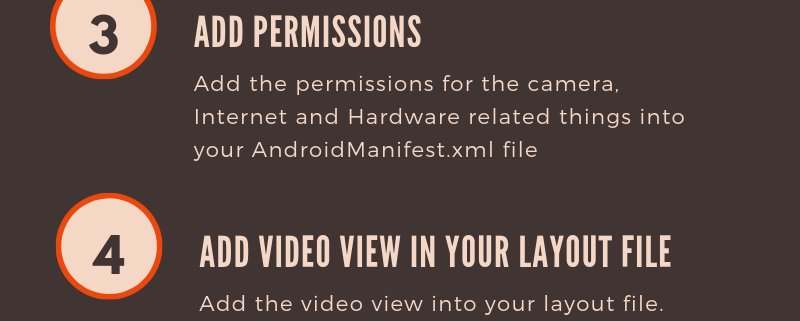 3
ADD PERMISSIONS
Add the permissions for the camera,
Internet and Hardware related things into
your AndroidManifest.xml file
4
ADD VIDEO VIEW IN YOUR LAYOUT FILE
Add the video view into your layout file.